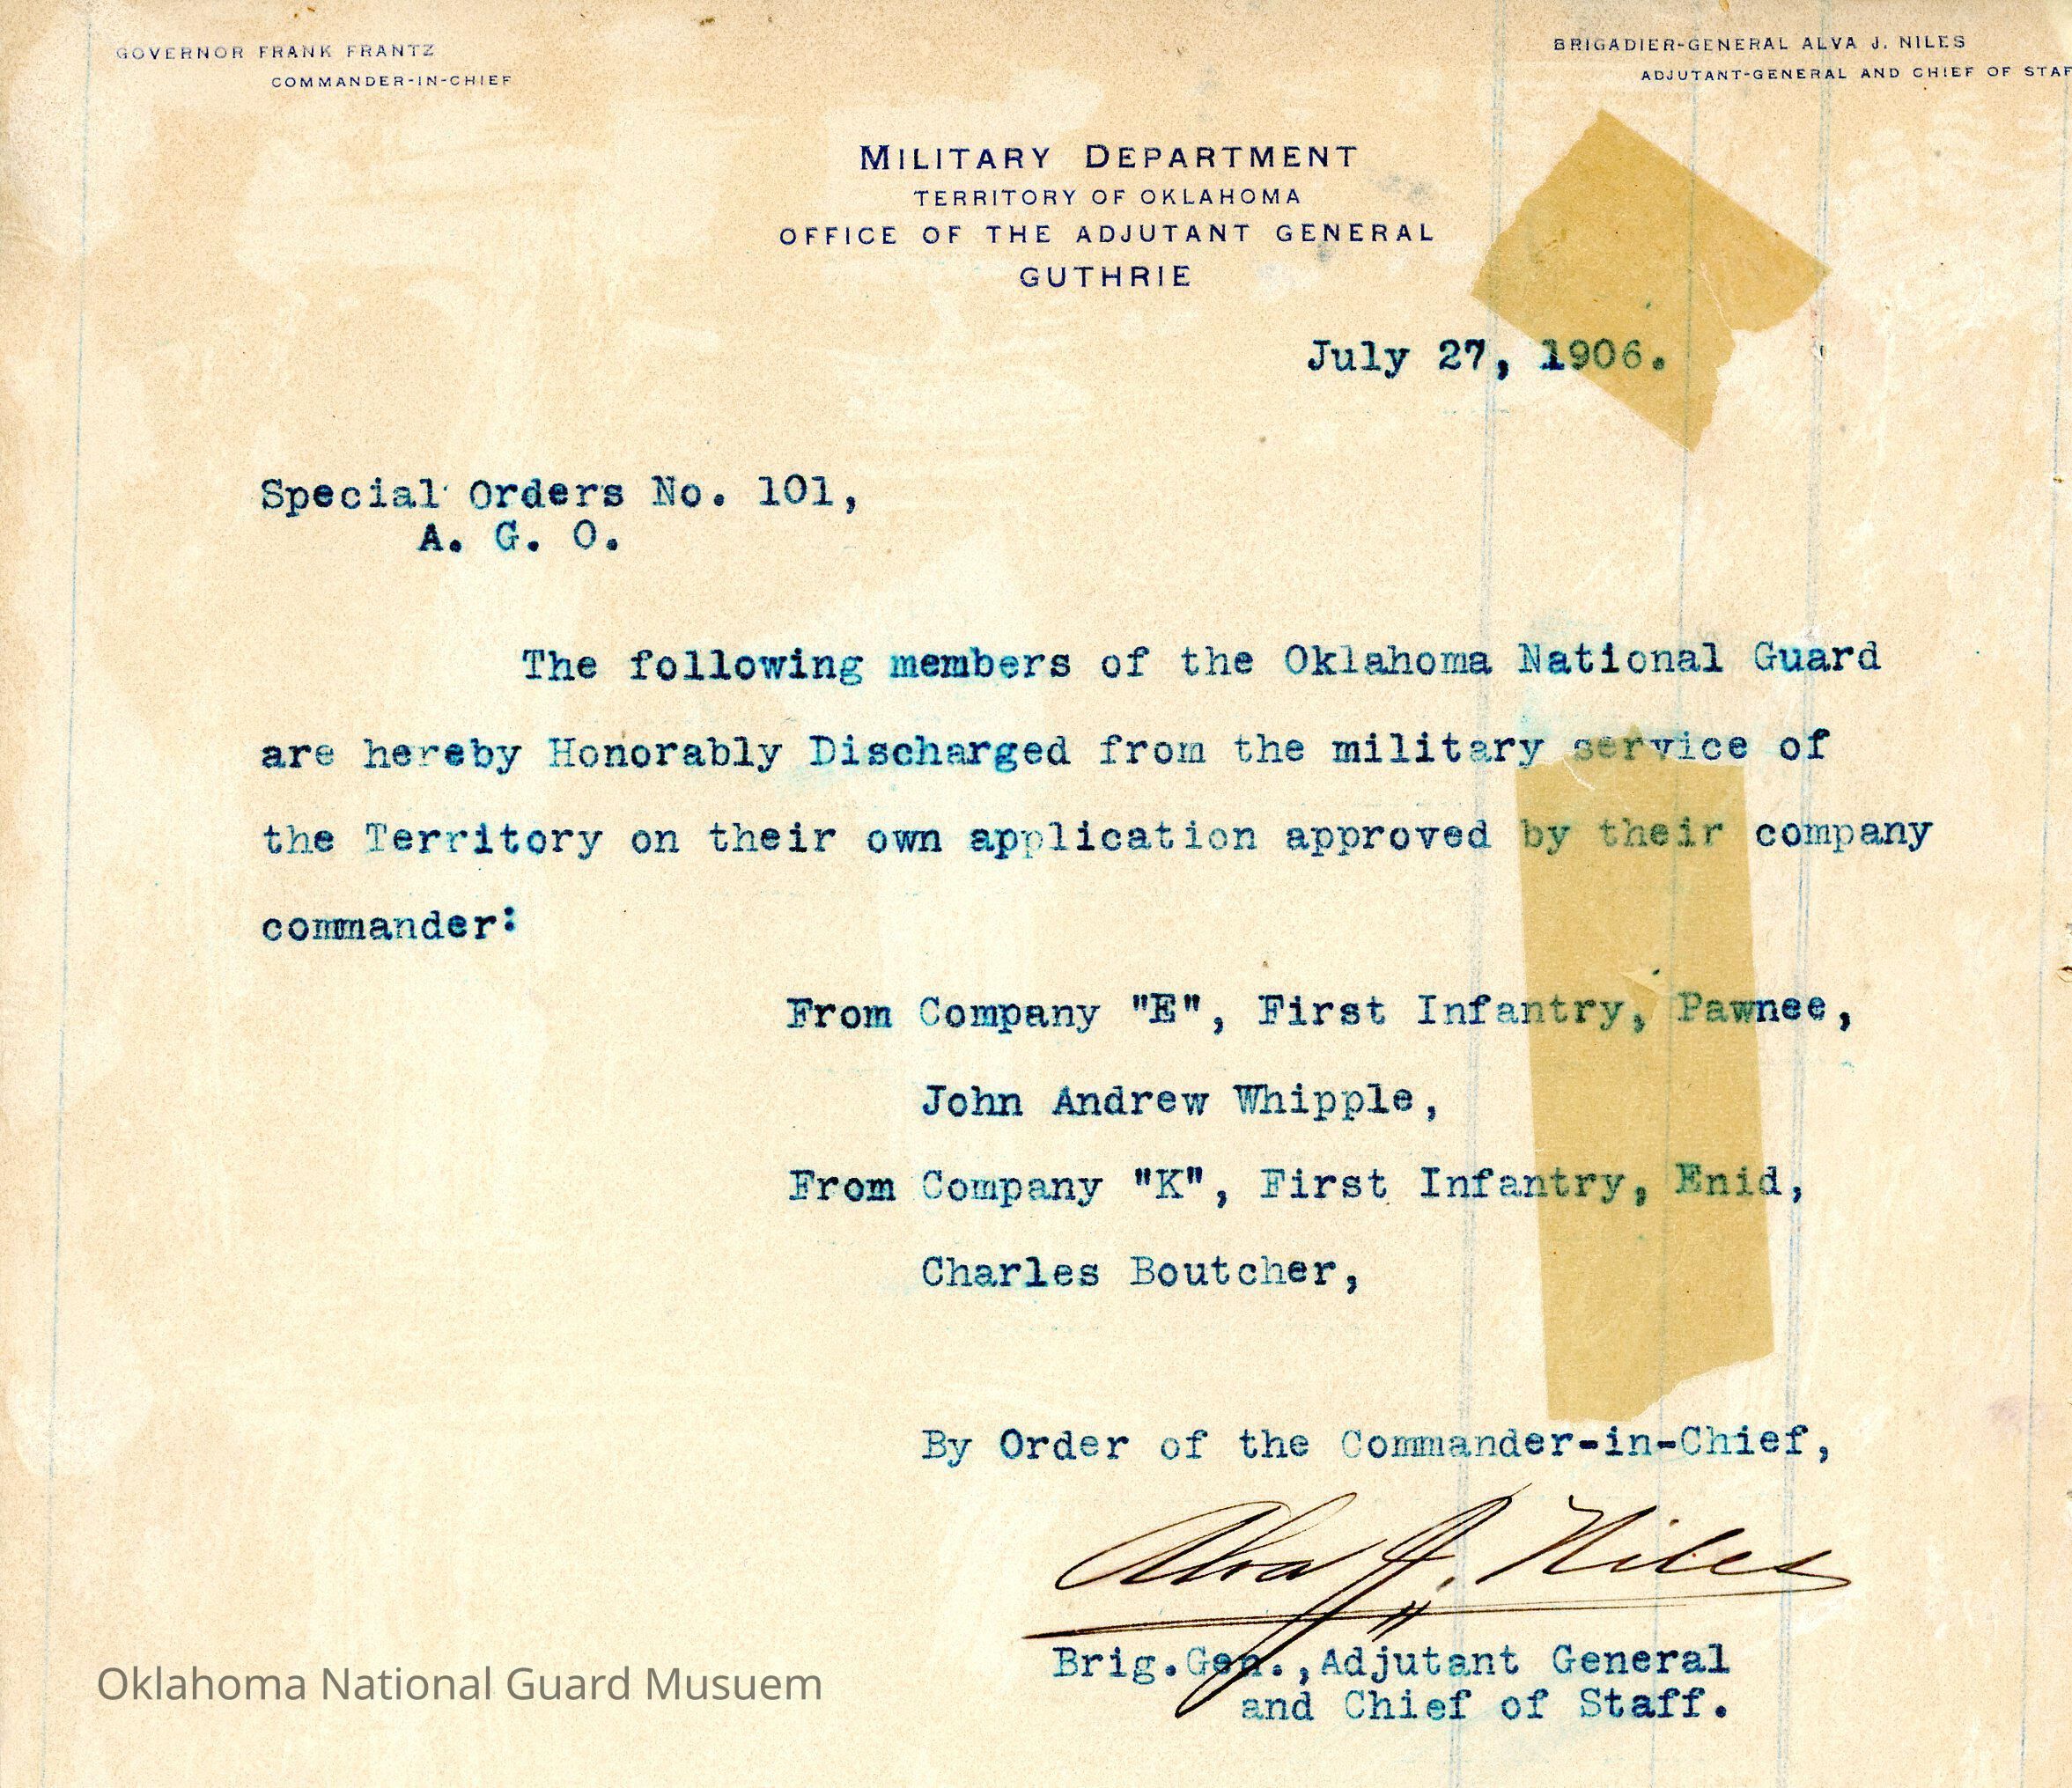 GOVERNOR FRANK FRANTZ
COMMANDER-IN-CHIEF
BRIGADIER-GENERAL ALVA J. NILES
ADJUTANT-GENERAL AND CHIEF OF STAF
MILITARY DEPARTMENT
TERRITORY OF OKLAHOMA
OFFICE OF THE ADJUTANT GENERAL
GUTHRIE
July 27, 1906.
Special Orders No. 101,
A. G. O.
The following members of the Oklahoma National Guard
are hereby Honorably Discharged from the military service of
the Territory on their own application approved by their company
commander:
From Company "E", First Infantry, Pawnee,
John Andrew Whipple,
From Company "K", First Infantry, Enid,
Charles Boutcher,
By Order of the Commander-in-Chief,
Alva J. Niles
Brig.Gen.,Adjutant General
and Chief of Staff.
Oklahoma National Guard Musuem